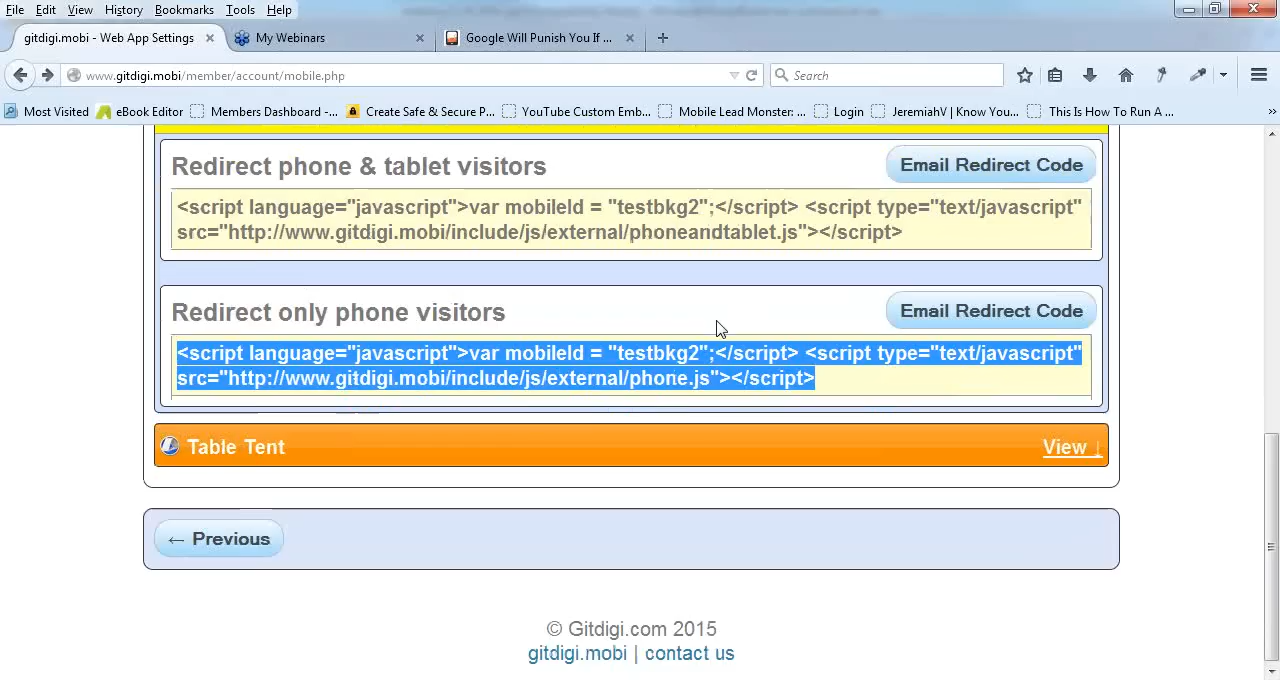 File Edit View History Bookmarks Tools Help
gitdigi.mobi - Web App Settings × My Webinars × Google Will Punish You If ... × +
www.gitdigi.mobi/member/account/mobile.php Search
Most Visited eBook Editor Members Dashboard -... Create Safe & Secure P... YouTube Custom Emb... Mobile Lead Monster: ... Login JeremiahV | Know You... This Is How To Run A ... »
Redirect phone & tablet visitors Email Redirect Code
<script language="javascript">var mobileId = "testbkg2";</script> <script type="text/javascript"
src="http://www.gitdigi.mobi/include/js/external/phoneandtablet.js"></script>
Redirect only phone visitors Email Redirect Code
<script language="javascript">var mobileId = "testbkg2";</script> <script type="text/javascript"
src="http://www.gitdigi.mobi/include/js/external/phone.js"></script>
Table Tent View ↓
← Previous
© Gitdigi.com 2015
gitdigi.mobi | contact us